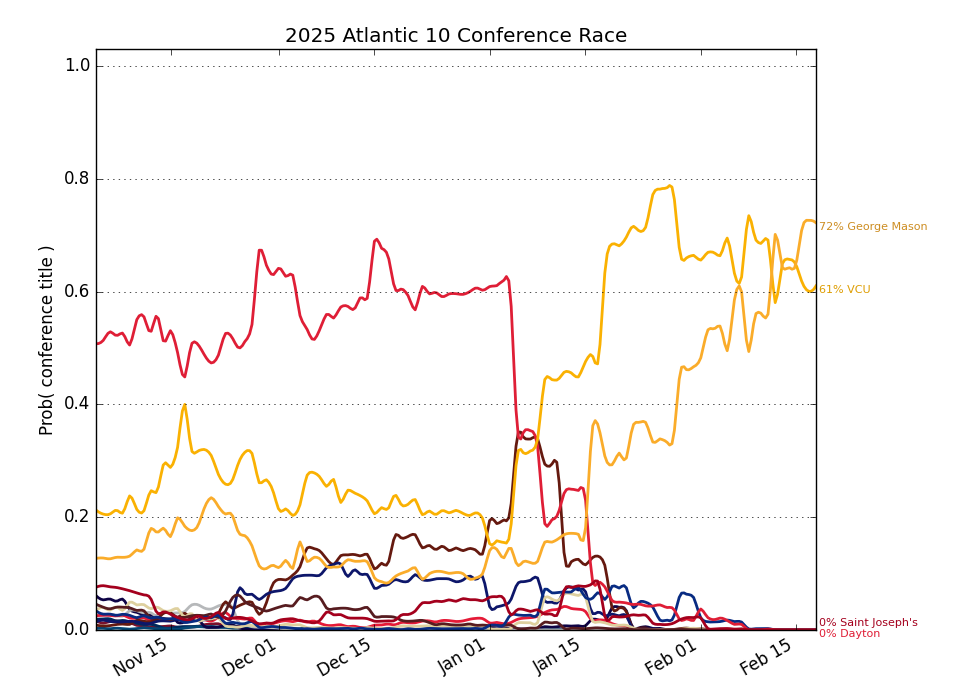 2025 Atlantic 10 Conference Race
Prob( conference title )
1.0
0.8
0.6
0.4
0.2
0.0
72% George Mason
61% VCU
0% Saint Joseph's
0% Dayton
Nov 15
Dec 01
Dec 15
Jan 01
Jan 15
Feb 01
Feb 15